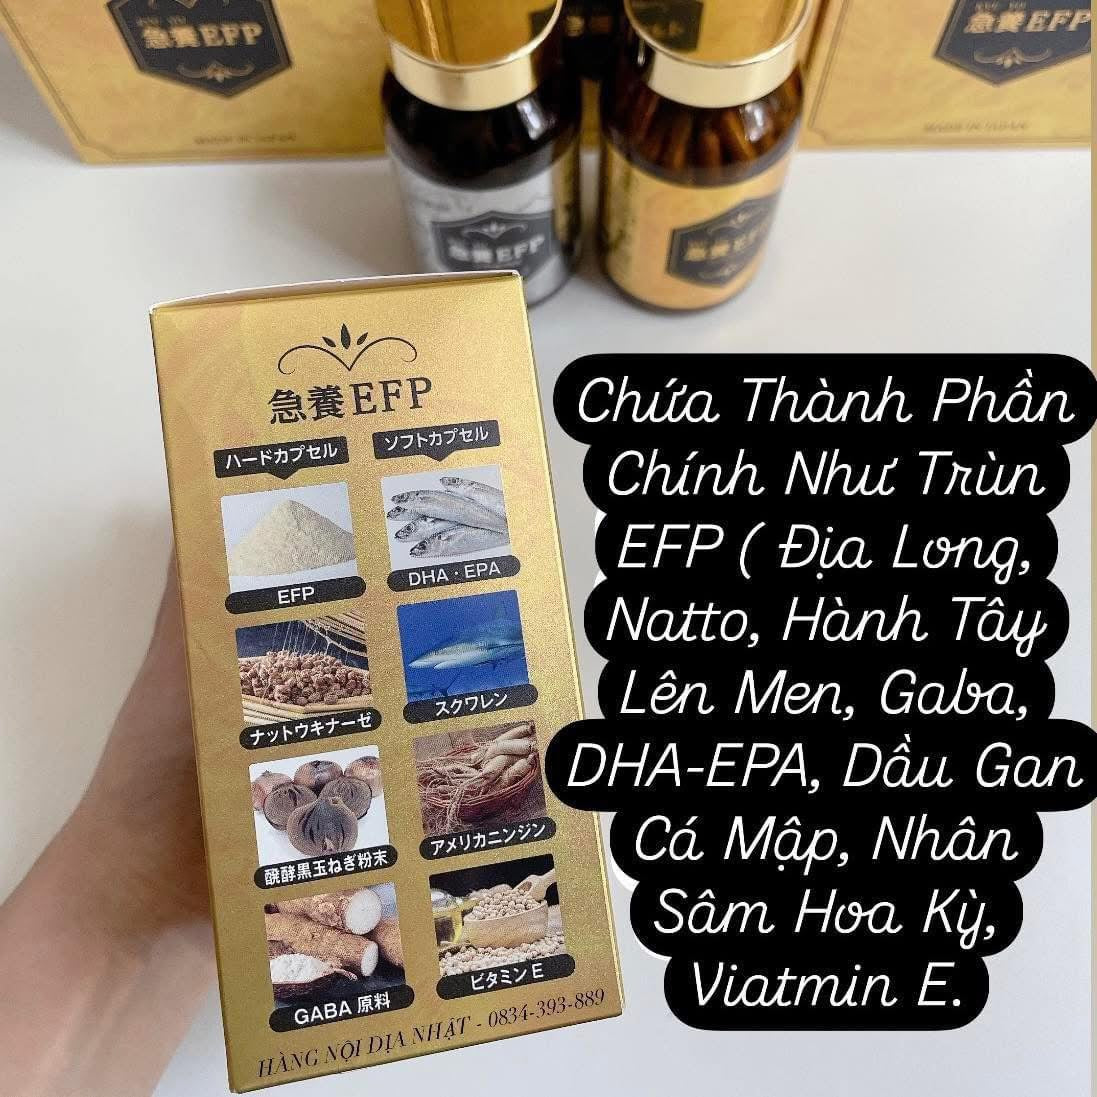 急養EFP
MADE IN JAPAN
急養EFP
MADE IN JAPAN
急養EFP
急養EFP
急養EFP
ハードカプセル
ソフトカプセル
EFP
DHA・EPA
ナットウキナーゼ
スクワレン
醗酵黒玉ねぎ粉末
アメリカニンジン
GABA 原料
ビタミン E
HÀNG NỘI DỊA NHẬT - 0834-393-889
Chứa Thành Phần
Chính Như Trùn
EFP ( Địa Long,
Natto, Hành Tây
Lên Men, Gaba,
DHA-EPA, Dầu Gan
Cá Mập, Nhân
Sâm Hoa Kỳ,
Viatmin E.